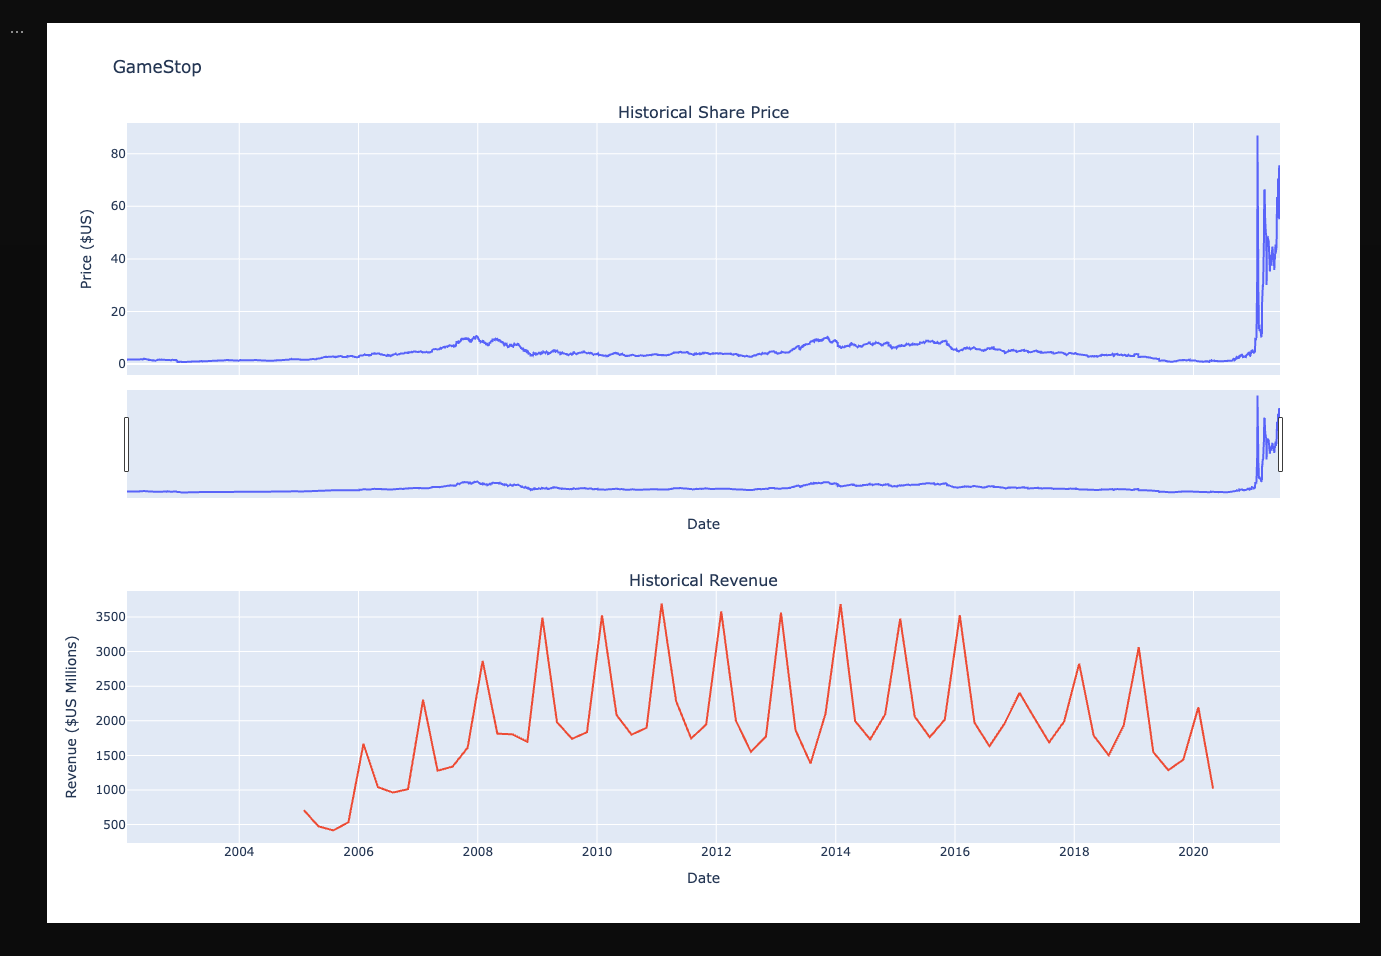 ...
GameStop
Historical Share Price
80
60
40
20
0
Price ($US)
Date
Historical Revenue
3500
3000
2500
2000
1500
1000
500
Revenue ($US Millions)
2004 2006 2008 2010 2012 2014 2016 2018 2020
Date